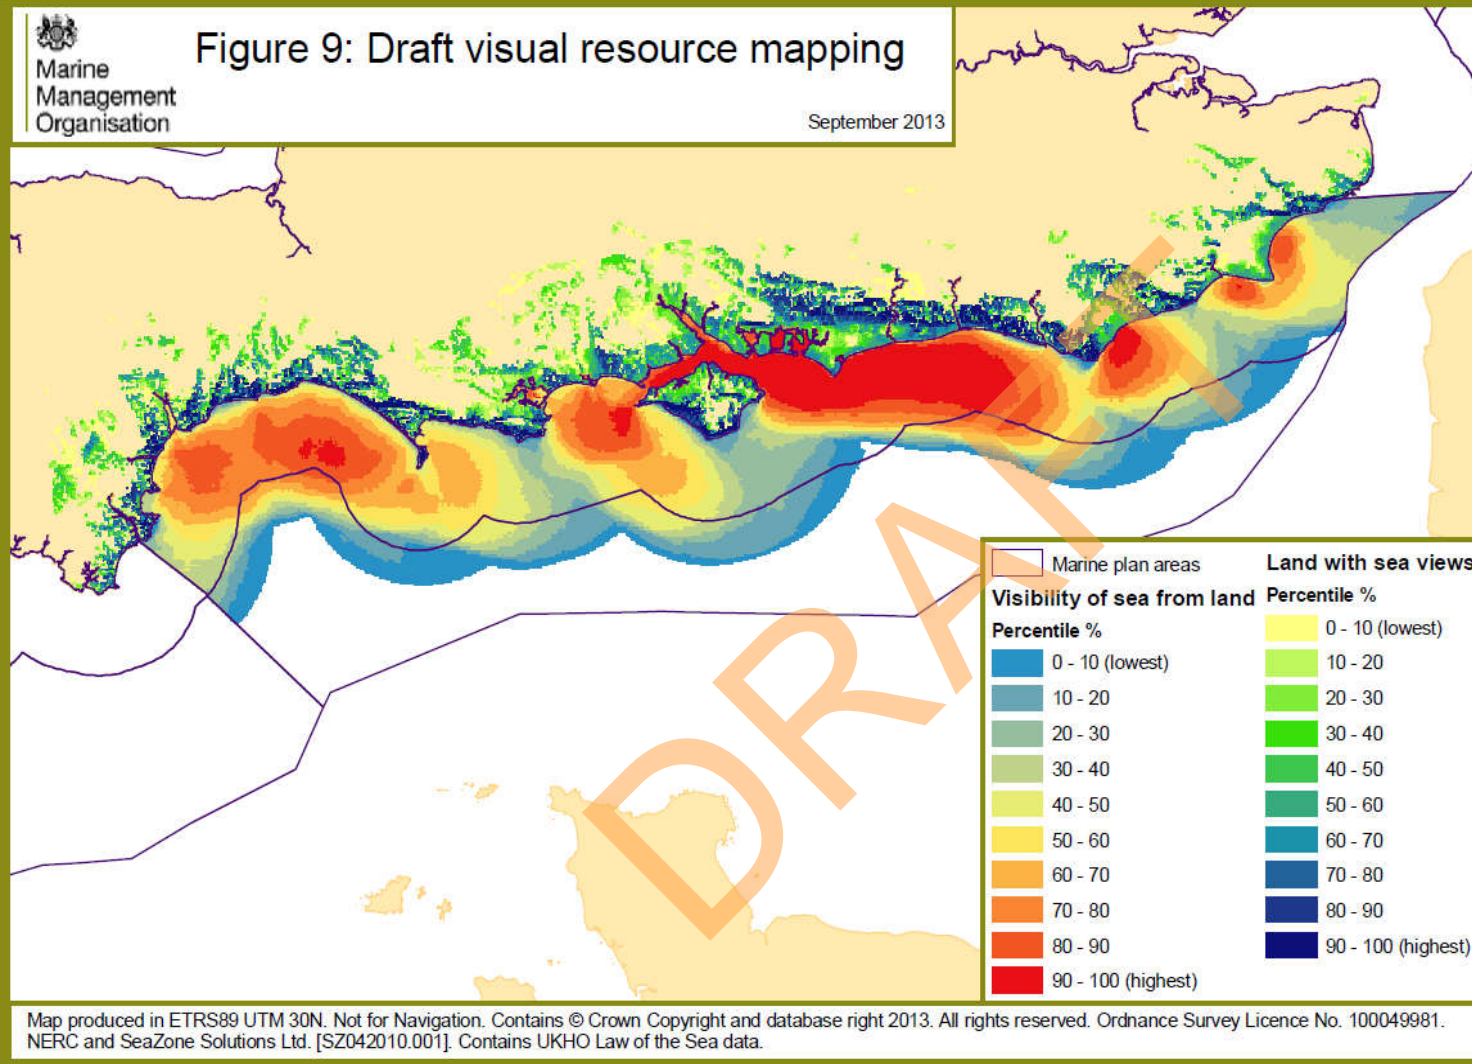 Marine
Management
Organisation
Figure 9: Draft visual resource mapping
September 2013
DRAFT
Marine plan areas
Visibility of sea from land
Percentile %
0 - 10 (lowest)
10 - 20
20 - 30
30 - 40
40 - 50
50 - 60
60 - 70
70 - 80
80 - 90
90 - 100 (highest)
Land with sea views
Percentile %
0 - 10 (lowest)
10 - 20
20 - 30
30 - 40
40 - 50
50 - 60
60 - 70
70 - 80
80 - 90
90 - 100 (highest)
Map produced in ETRS89 UTM 30N. Not for Navigation. Contains © Crown Copyright and database right 2013. All rights reserved. Ordnance Survey Licence No. 100049981.
NERC and SeaZone Solutions Ltd. [SZ042010.001]. Contains UKHO Law of the Sea data.